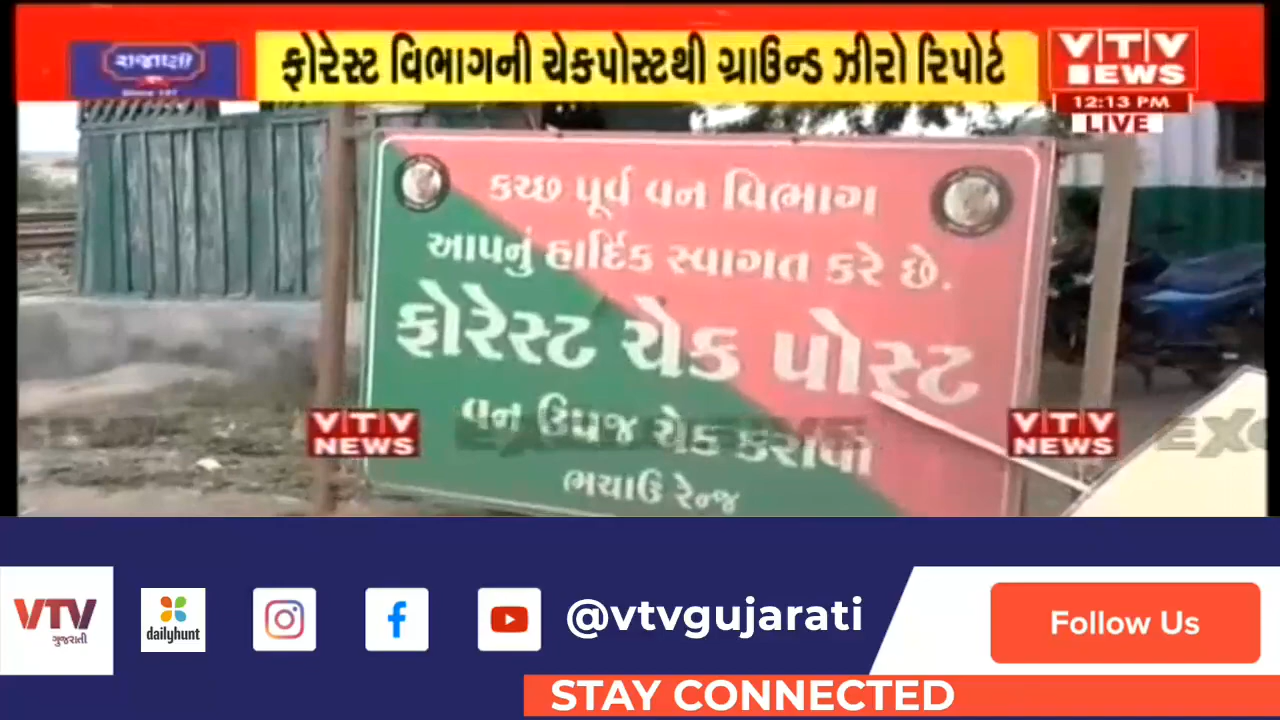 રાજાણી
ફોરેસ્ટ વિભાગની ચેકપોસ્ટથી ગ્રાઉન્ડ ઝીરો રિપોર્ટ
VTV
NEWS
12:13 PM
LIVE
કચ્છ પૂર્વ વન વિભાગ
આપનું હાર્દિક સ્વાગત કરે છે.
ફોરેસ્ટ ચેક પોસ્ટ
વન ઉપજ ચેક કરાવો
ભચાઉ રેન્જ
VTV
NEWS
VTV
NEWS
VTV
ગુજરાતી
dailyhunt
@vtvgujarati
Follow Us
STAY CONNECTED